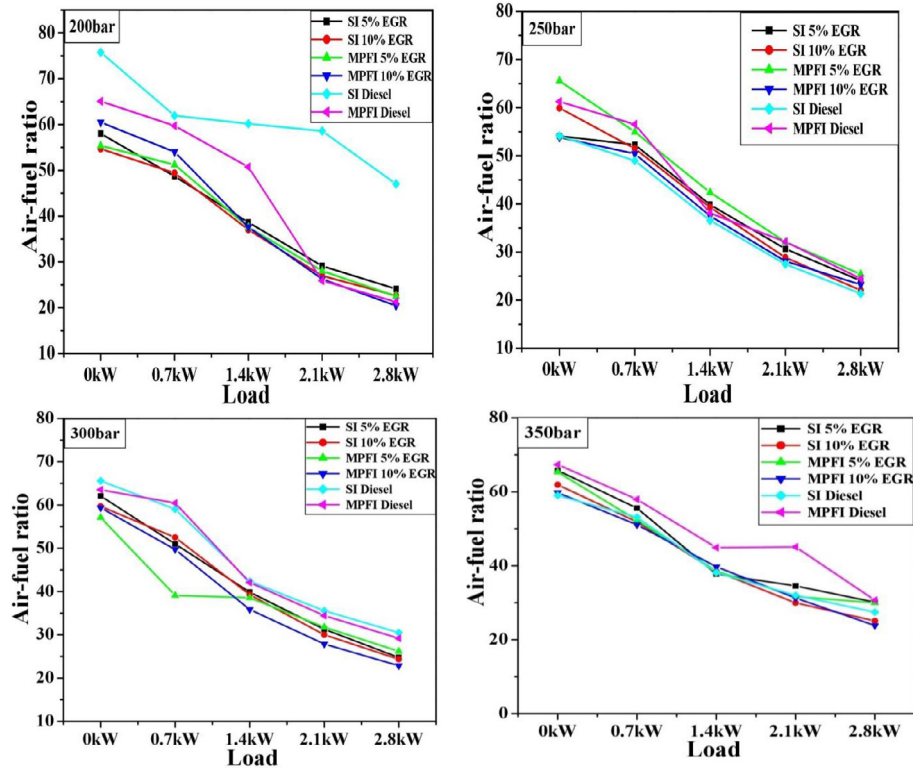 200bar
SI 5% EGR
SI 10% EGR
MPFI 5% EGR
MPFI 10% EGR
SI Diesel
MPFI Diesel
Air-fuel ratio
80
70
60
50
40
30
20
10
0kW 0.7kW 1.4kW 2.1kW 2.8kW
Load
250bar
SI 5% EGR
SI 10% EGR
MPFI 5% EGR
MPFI 10% EGR
SI Diesel
MPFI Diesel
Air-fuel ratio
80
70
60
50
40
30
20
10
0kW 0.7kW 1.4kW 2.1kW 2.8kW
Load
300bar
SI 5% EGR
SI 10% EGR
MPFI 5% EGR
MPFI 10% EGR
SI Diesel
MPFI Diesel
Air-fuel ratio
80
70
60
50
40
30
20
10
0kW 0.7kW 1.4kW 2.1kW 2.8kW
Load
350bar
SI 5% EGR
SI 10% EGR
MPFI 5% EGR
MPFI 10% EGR
SI Diesel
MPFI Diesel
Air-fuel ratio
80
60
40
20
0
0kW 0.7kW 1.4kW 2.1kW 2.8kW
Load